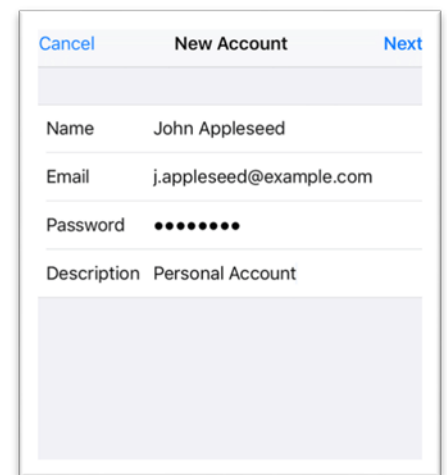 Cancel New Account Next
Name John Appleseed
Email j.appleseed@example.com
Password ●●●●●●●●
Description Personal Account